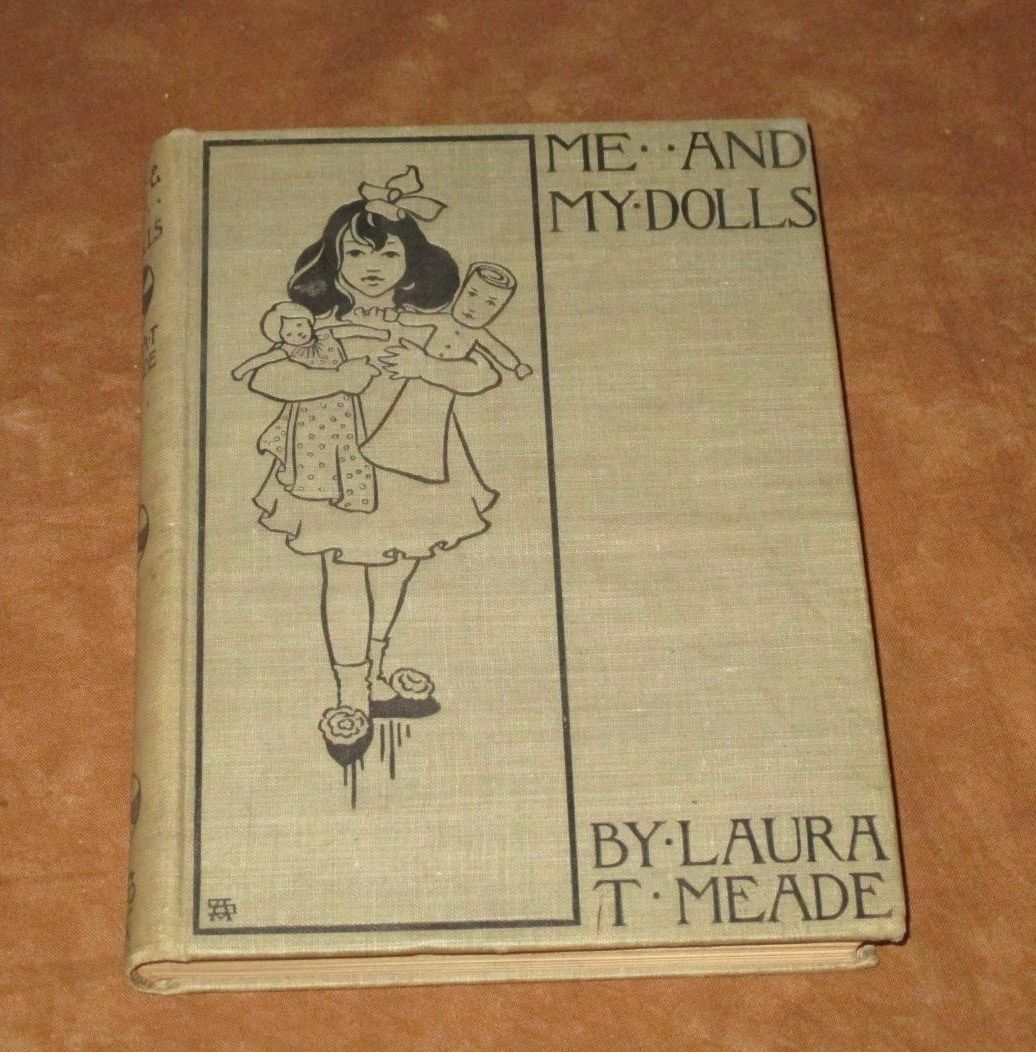 ME · · AND
MY · DOLLS
BY · LAURA
T · MEADE